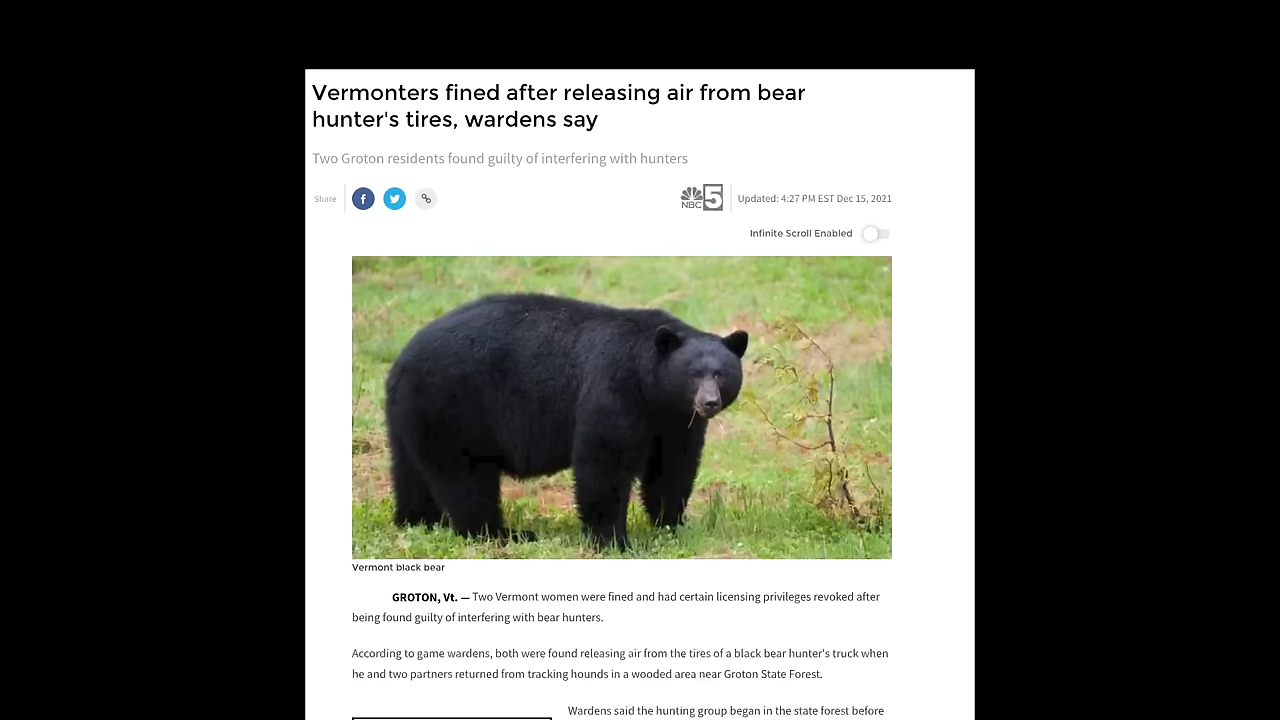 Vermonters fined after releasing air from bear
hunter's tires, wardens say
Two Groton residents found guilty of interfering with hunters
Share
f
NBC 5
Updated: 4:27 PM EST Dec 15, 2021
Infinite Scroll Enabled
Vermont black bear
GROTON, Vt. — Two Vermont women were fined and had certain licensing privileges revoked after
being found guilty of interfering with bear hunters.
According to game wardens, both were found releasing air from the tires of a black bear hunter's truck when
he and two partners returned from tracking hounds in a wooded area near Groton State Forest.
Wardens said the hunting group began in the state forest before